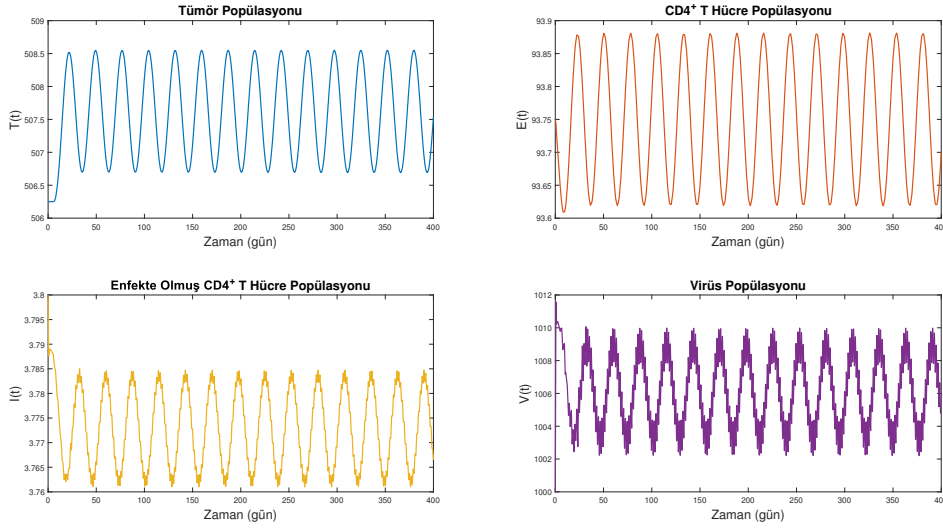 Tümör Popülasyonu
509
508.5
508
507.5
507
506.5
506
T(t)
0 50 100 150 200 250 300 350 400
Zaman (gün)
CD4⁺ T Hücre Popülasyonu
93.9
93.85
93.8
93.75
93.7
93.65
93.6
E(t)
0 50 100 150 200 250 300 350 400
Zaman (gün)
Enfekte Olmuş CD4⁺ T Hücre Popülasyonu
3.8
3.795
3.79
3.785
3.78
3.775
3.77
3.765
3.76
I(t)
0 50 100 150 200 250 300 350 400
Zaman (gün)
Virüs Popülasyonu
1012
1010
1008
1006
1004
1002
1000
V(t)
0 50 100 150 200 250 300 350 400
Zaman (gün)